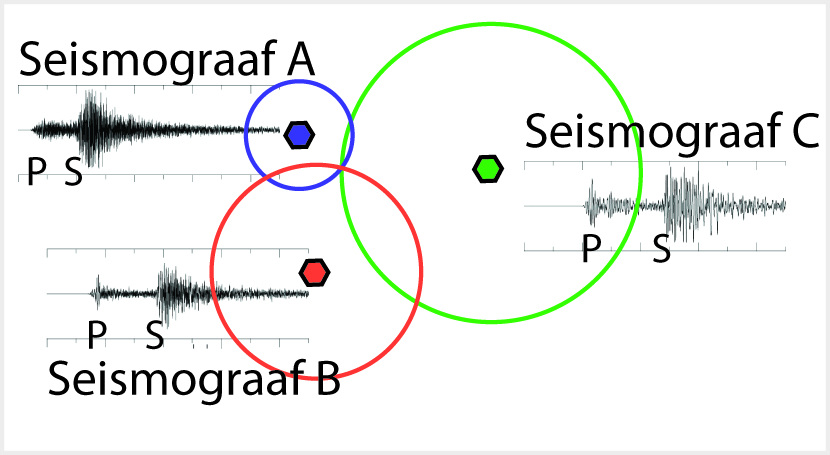 Seismograaf A
P S
Seismograaf C
P S
P S
Seismograaf B